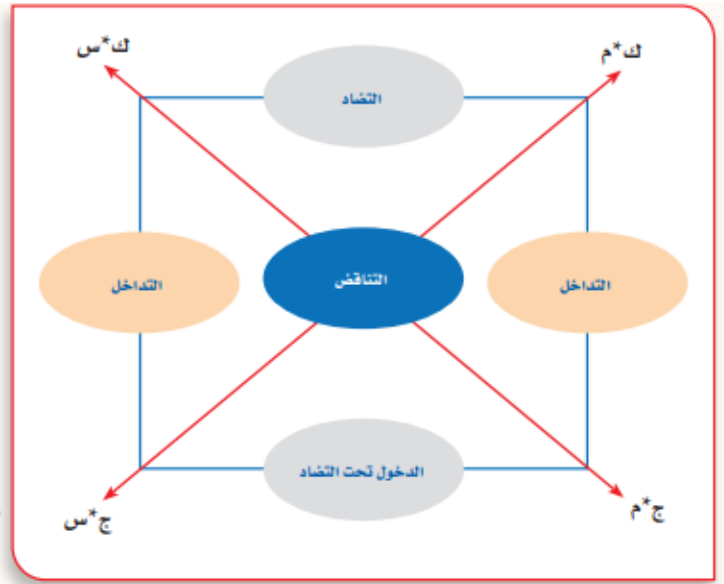 ك*م
ك*س
التضاد
التداخل
التناقض
التداخل
الدخول تحت التضاد
ج*م
ج*س